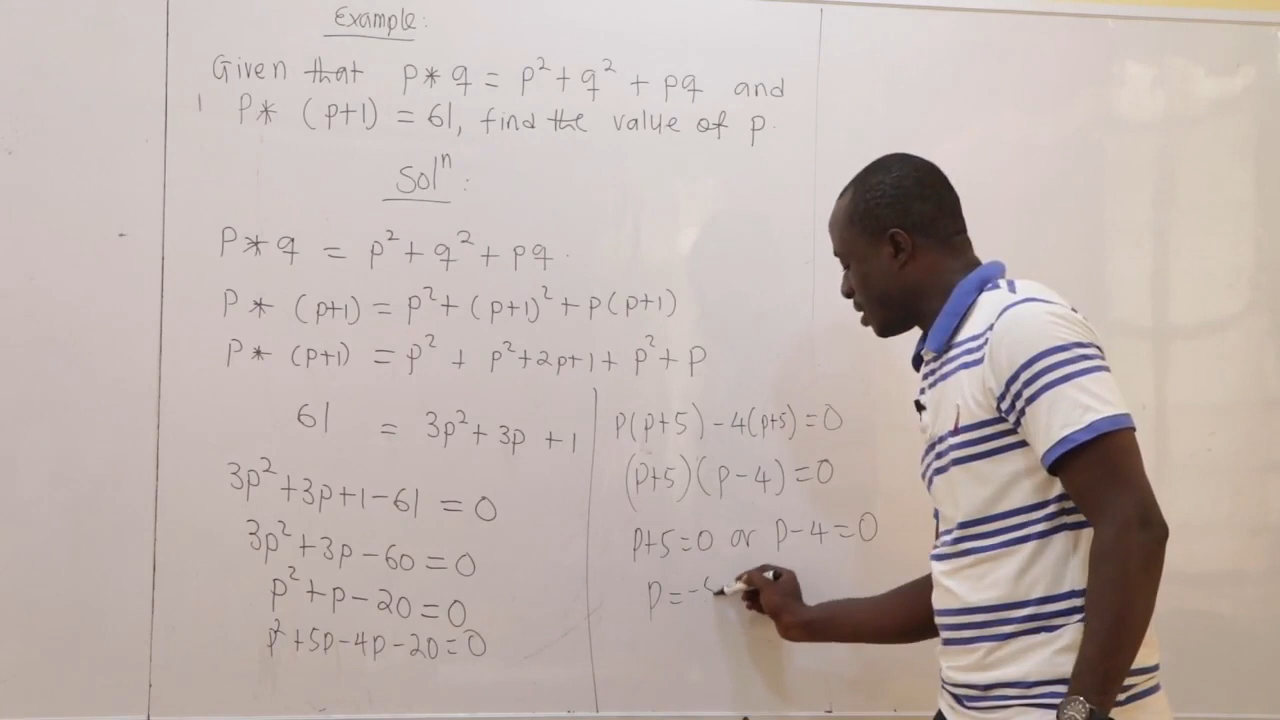 Example:
Given that p * q = p² + q² + pq and
p * (p+1) = 61, find the value of p.
Solⁿ:
p * q = p² + q² + pq.
p * (p+1) = p² + (p+1)² + p(p+1)
p * (p+1) = p² + p²+2p+1 + p² + p
61 = 3p² + 3p + 1
3p² +3p+1-61 = 0
3p² + 3p - 60 = 0
p² + p - 20 = 0
p² +5p-4p-20=0
p(p+5) - 4(p+5) = 0
(p+5)(p-4) = 0
p+5=0 or p-4=0
p=-